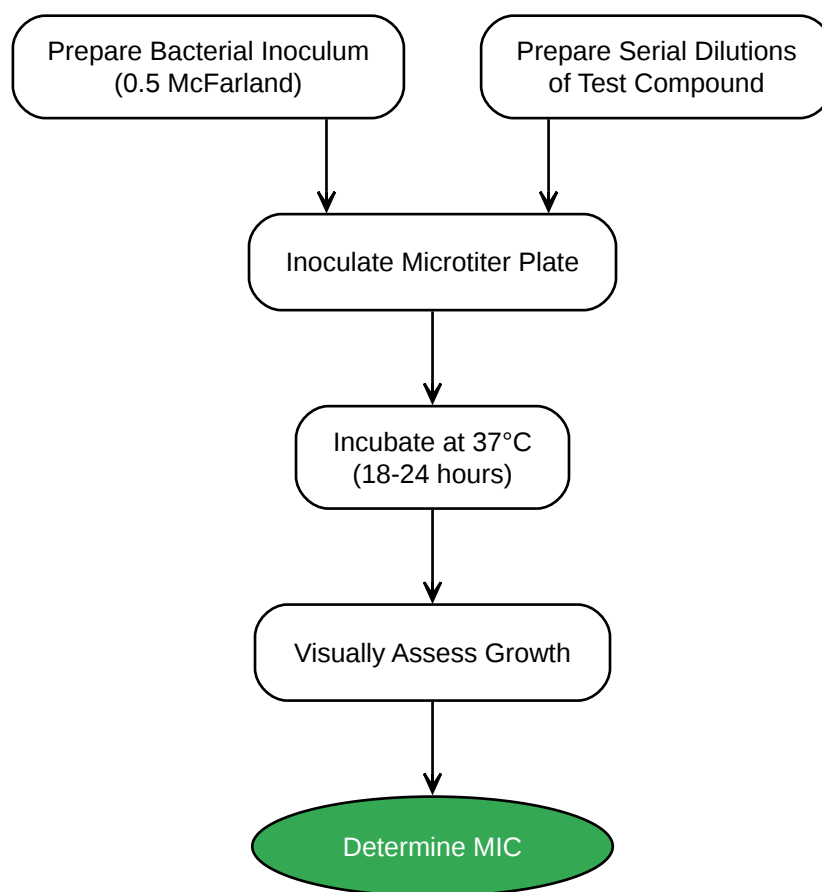 Prepare Bacterial Inoculum
(0.5 McFarland)
Prepare Serial Dilutions
of Test Compound
Inoculate Microtiter Plate
Incubate at 37°C
(18-24 hours)
Visually Assess Growth
Determine MIC